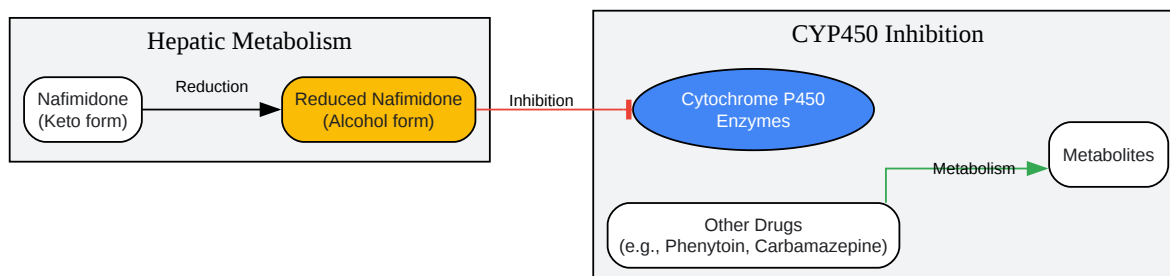 Hepatic Metabolism
Nafimidone
(Keto form)
Reduction
Reduced Nafimidone
(Alcohol form)
Inhibition
CYP450 Inhibition
Cytochrome P450
Enzymes
Other Drugs
(e.g., Phenytoin, Carbamazepine)
Metabolism
Metabolites